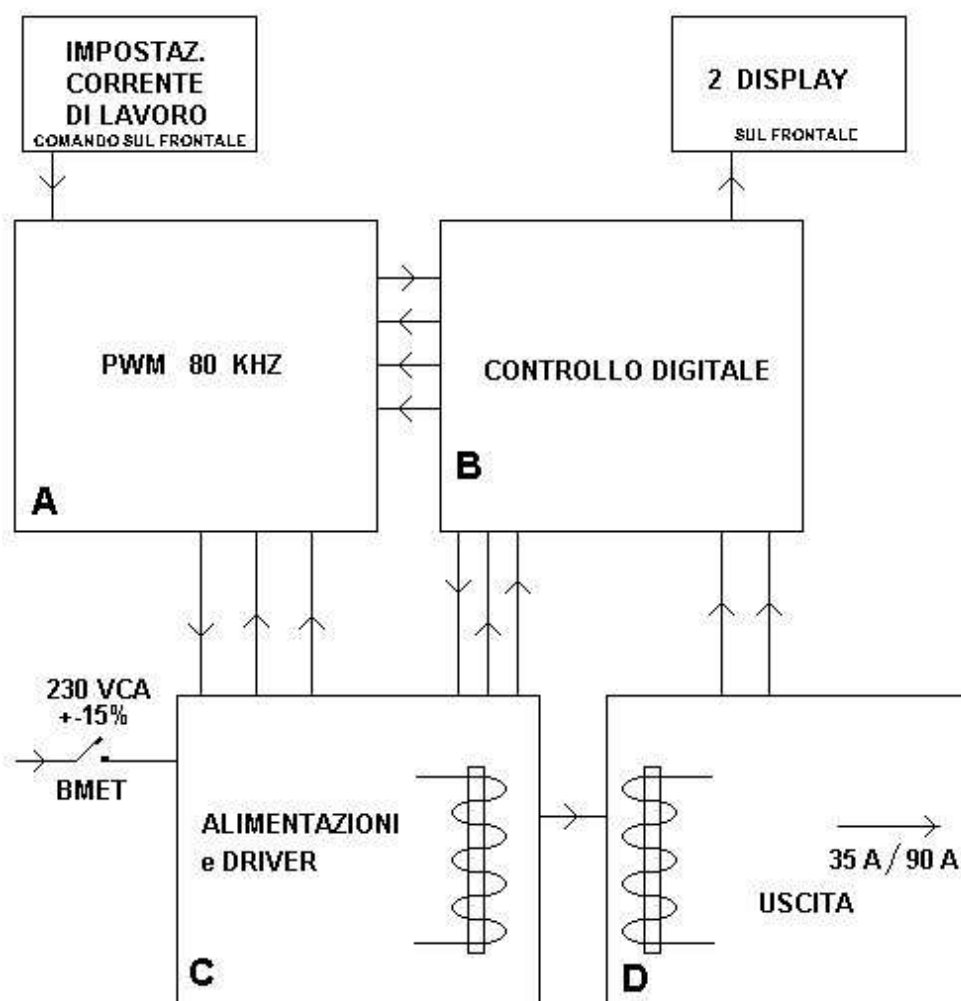 IMPOSTAZ.
CORRENTE
DI LAVORO
COMANDO SUL FRONTALE
2 DISPLAY
SUL FRONTALE
PWM 80 KHZ
A
CONTROLLO DIGITALE
B
230 VCA
+-15%
BMET
ALIMENTAZIONI
e DRIVER
C
35 A / 90 A
USCITA
D